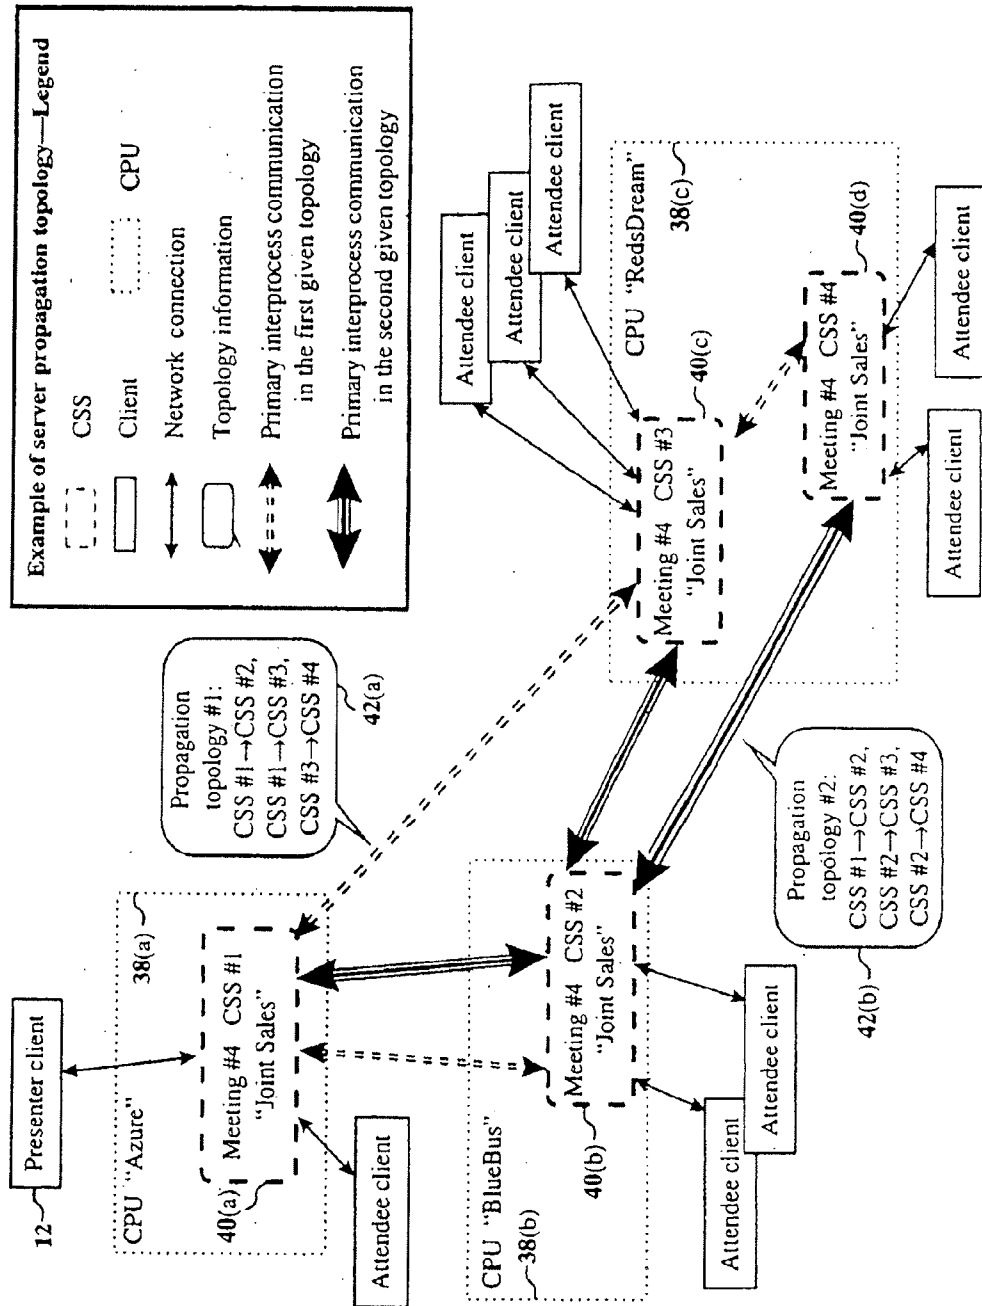 Example of server propagation topology—Legend
CSS
Client
CPU
Network connection
Topology information
Primary interprocess communication
in the first given topology
Primary interprocess communication
in the second given topology
12
Presenter client
CPU "Azure"
38(a)
Meeting #4 CSS #1
"Joint Sales"
40(a)
Attendee client
Propagation
topology #1:
CSS #1→CSS #2,
CSS #1→CSS #3,
CSS #3→CSS #4
42(a)
CPU "BlueBus"
38(b)
Meeting #4 CSS #2
"Joint Sales"
40(b)
Attendee client
Attendee client
Propagation
topology #2:
CSS #1→CSS #2,
CSS #2→CSS #3,
CSS #2→CSS #4
42(b)
Attendee client
Attendee client
Attendee client
CPU "RedsDream"
38(c)
Meeting #4 CSS #3
"Joint Sales"
40(c)
Meeting #4 CSS #4
"Joint Sales"
40(d)
Attendee client
Attendee client